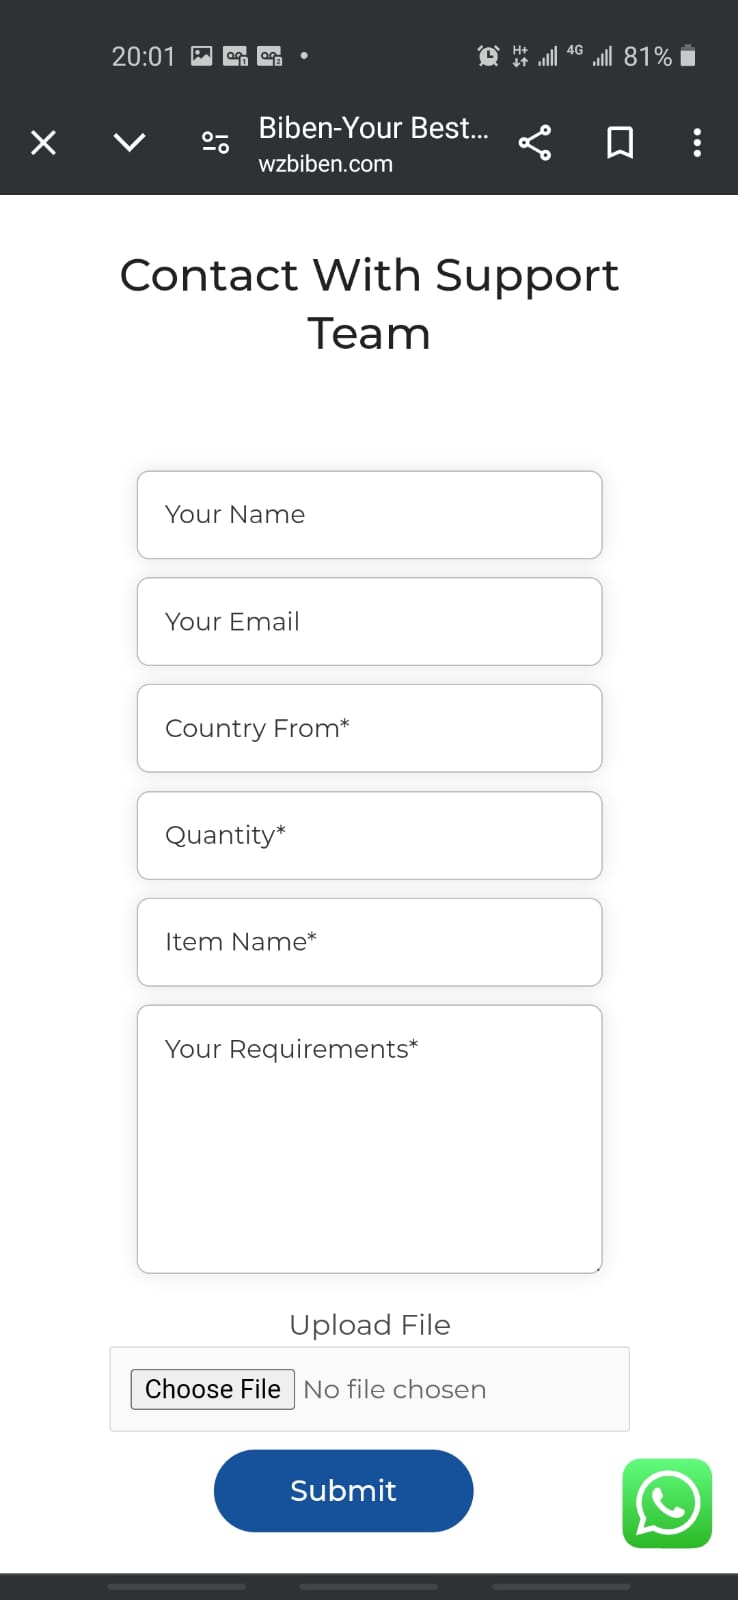 20:01
4G
81%
Biben-Your Best...
wzbiben.com
Contact With Support
Team
Your Name
Your Email
Country From*
Quantity*
Item Name*
Your Requirements*
Upload File
Choose File No file chosen
Submit